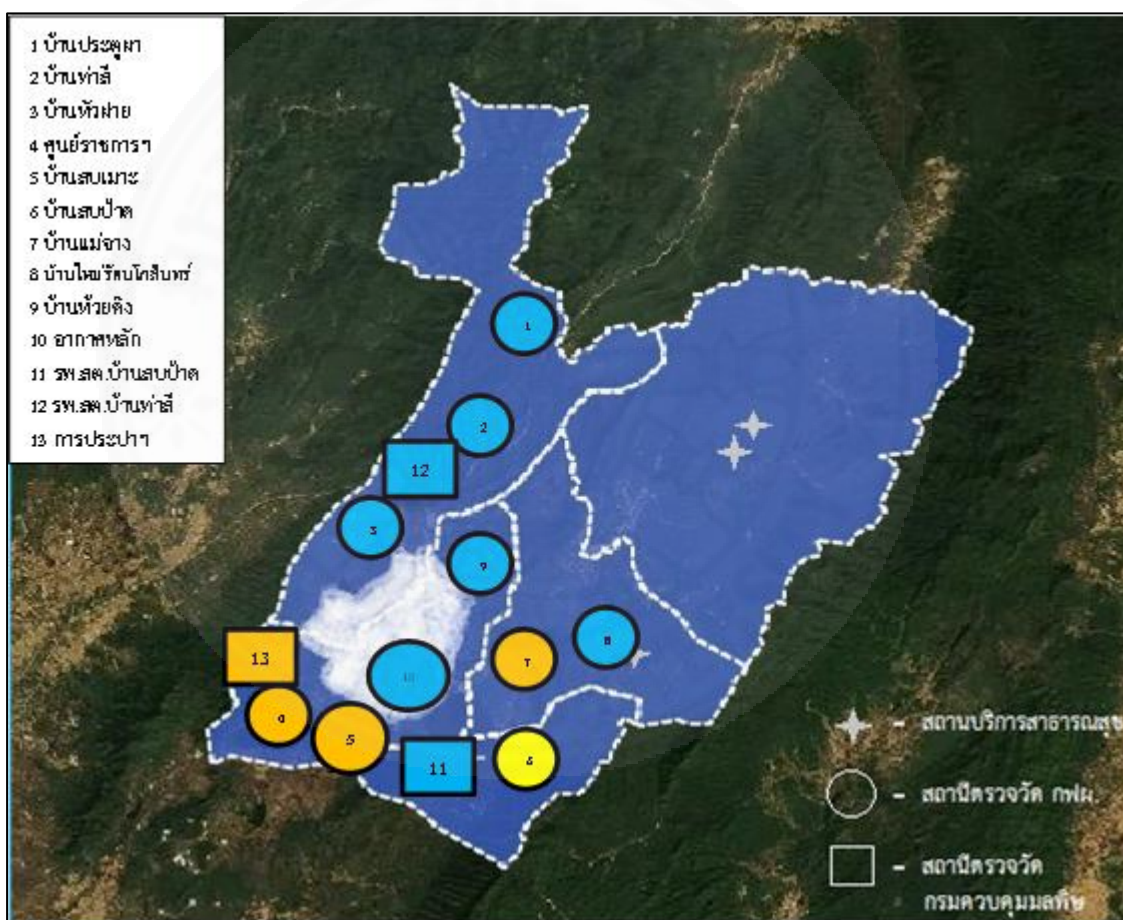 1 บ้านประตูผา
2 บ้านท่าสี
3 บ้านหัวฝาย
4 ศูนย์ราชการฯ
5 บ้านสบเมาะ
6 บ้านสบป้าด
7 บ้านแม่จาง
8 บ้านใหม่รัตนโกสินทร์
9 บ้านห้วยคิง
10 อากาศหลัก
11 รพ.สต.บ้านสบป้าด
12 รพ.สต.บ้านท่าสี
13 การประปาฯ
1
2
12
3
9
13
8
7
10
4
5
11
6
- สถานบริการสาธารณสุข
- สถานีตรวจวัด กฟผ.
- สถานีตรวจวัด
กรมควบคุมมลพิษ